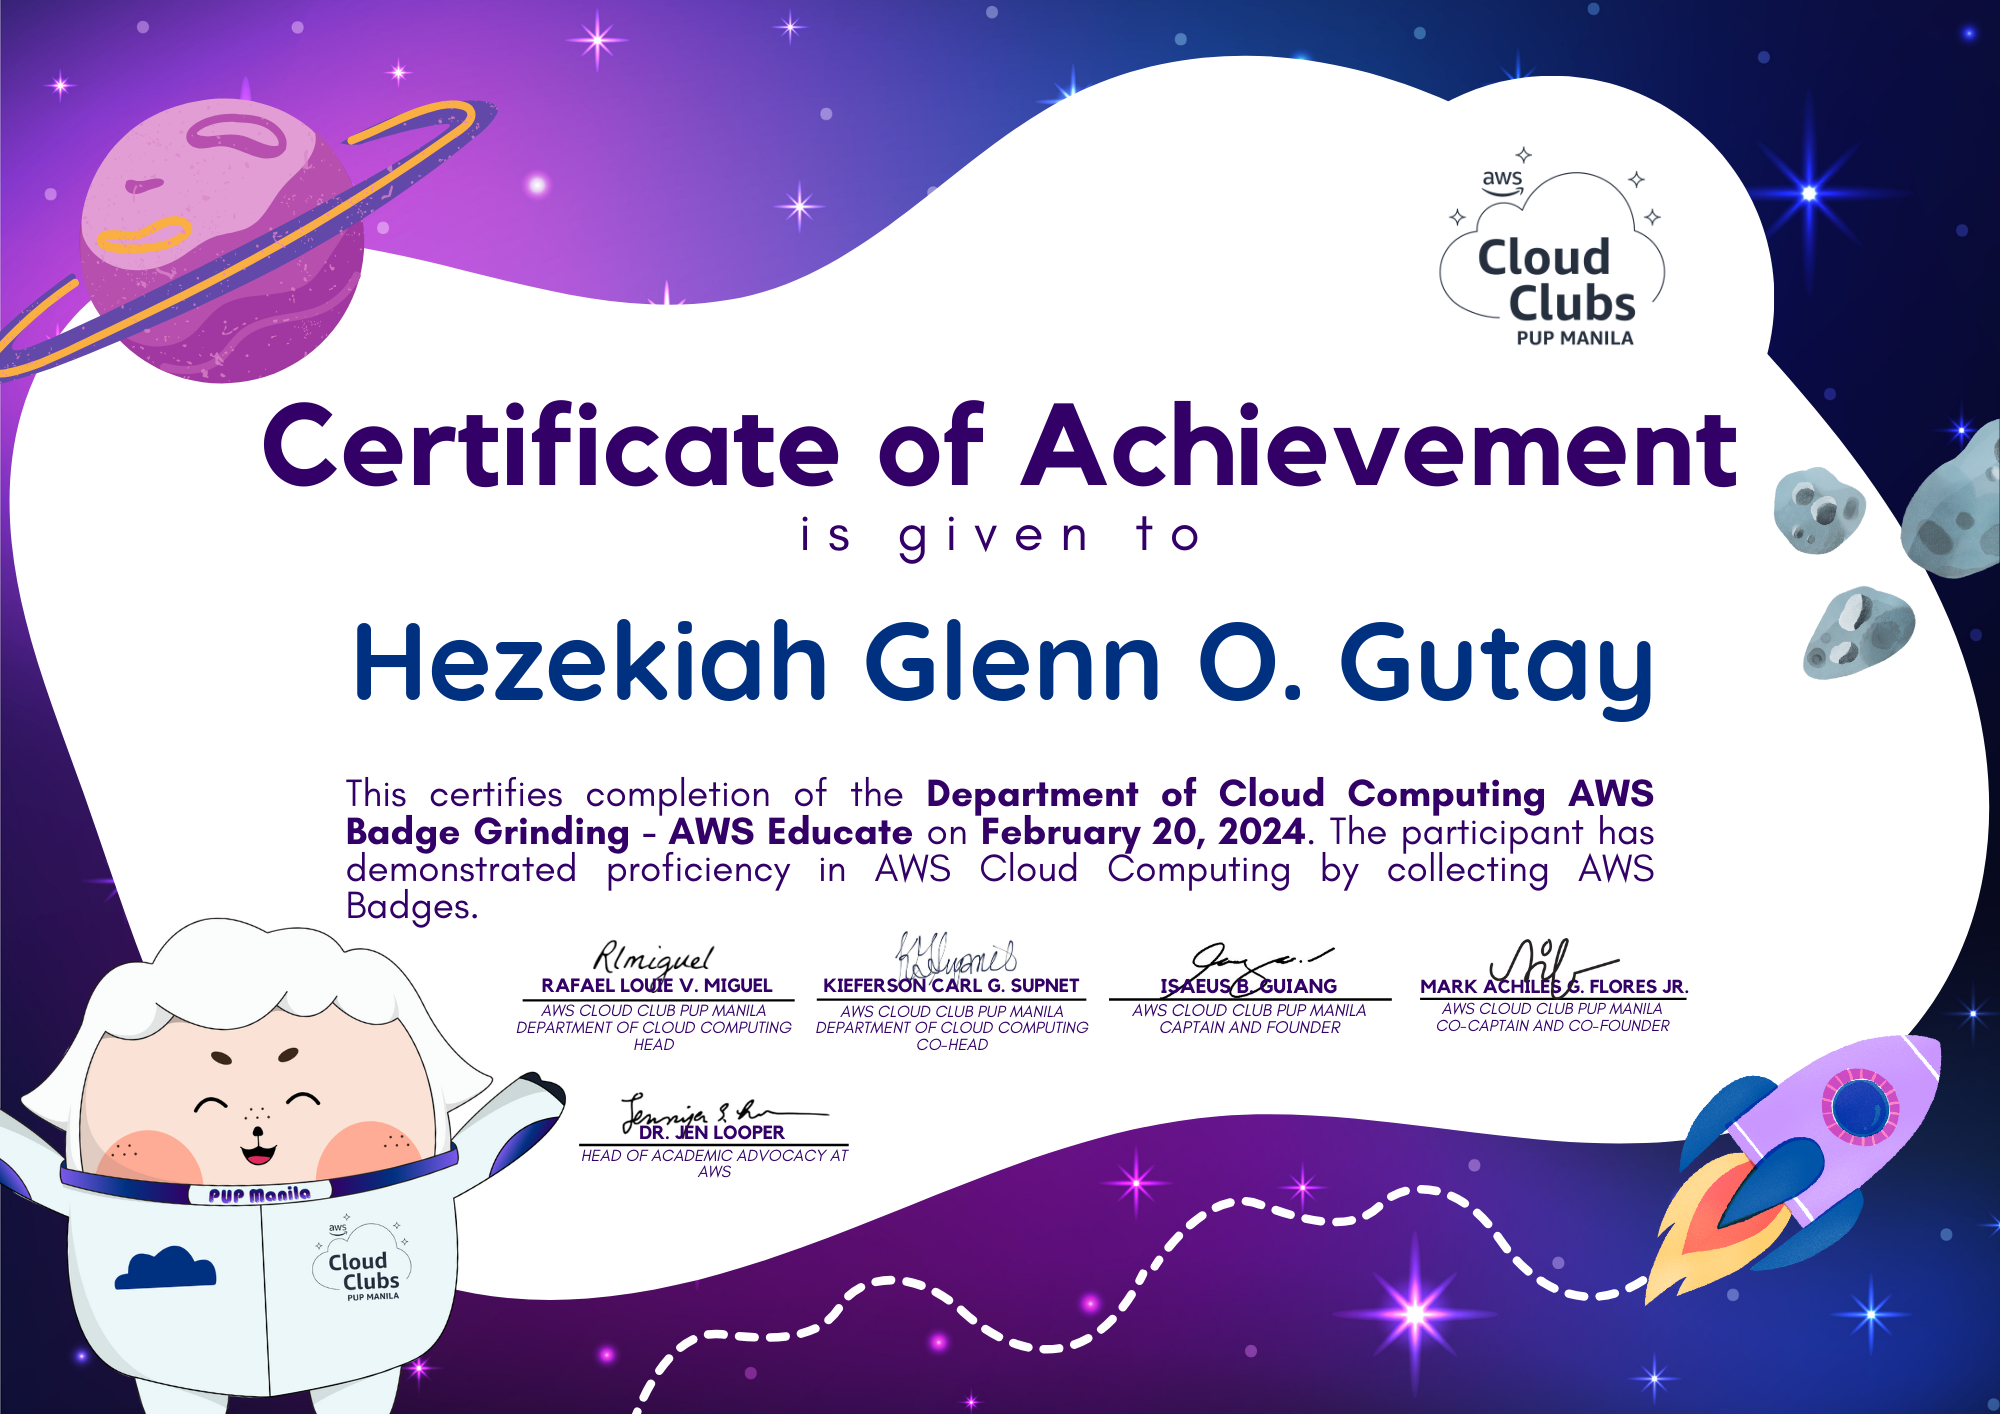 aws
Cloud
Clubs
PUP MANILA
Certificate of Achievement
is given to
Hezekiah Glenn O. Gutay
This certifies completion of the Department of Cloud Computing AWS
Badge Grinding - AWS Educate on February 20, 2024. The participant has
demonstrated proficiency in AWS Cloud Computing by collecting AWS
Badges.
Rlmiguel
RAFAEL LOUIE V. MIGUEL
AWS CLOUD CLUB PUP MANILA
DEPARTMENT OF CLOUD COMPUTING
HEAD
KGSupnet
KIEFERSON CARL G. SUPNET
AWS CLOUD CLUB PUP MANILA
DEPARTMENT OF CLOUD COMPUTING
CO-HEAD
ISAEUS B. GUIANG
AWS CLOUD CLUB PUP MANILA
CAPTAIN AND FOUNDER
MARK ACHILES G. FLORES JR.
AWS CLOUD CLUB PUP MANILA
CO-CAPTAIN AND CO-FOUNDER
Jennifer
DR. JEN LOOPER
HEAD OF ACADEMIC ADVOCACY AT
AWS
PUP Manila
aws
Cloud
Clubs
PUP MANILA